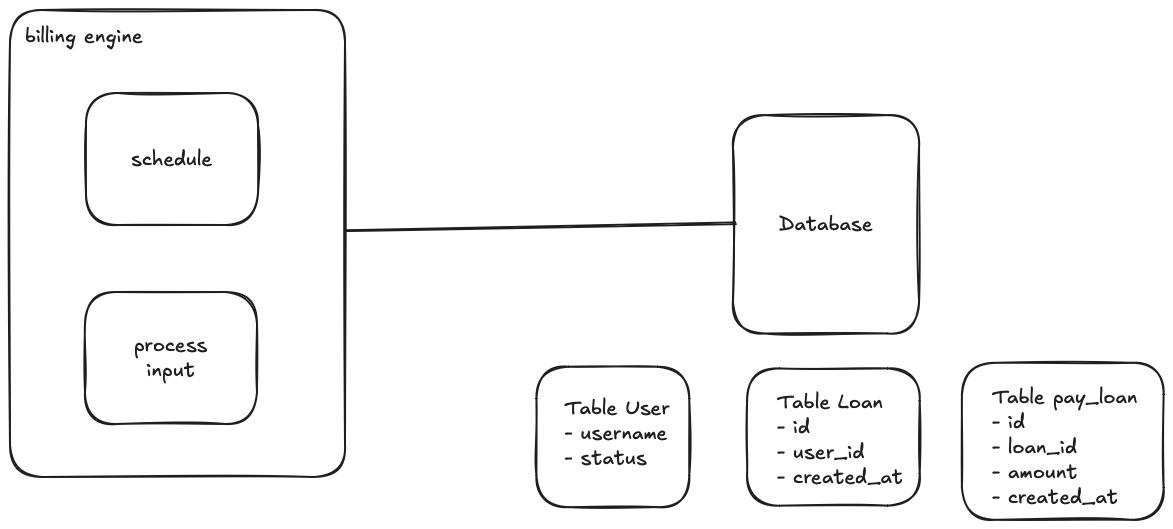 billing engine
schedule
process
input
Database
Table User
- username
- status
Table Loan
- id
- user_id
- created_at
Table pay_loan
- id
- loan_id
- amount
- created_at